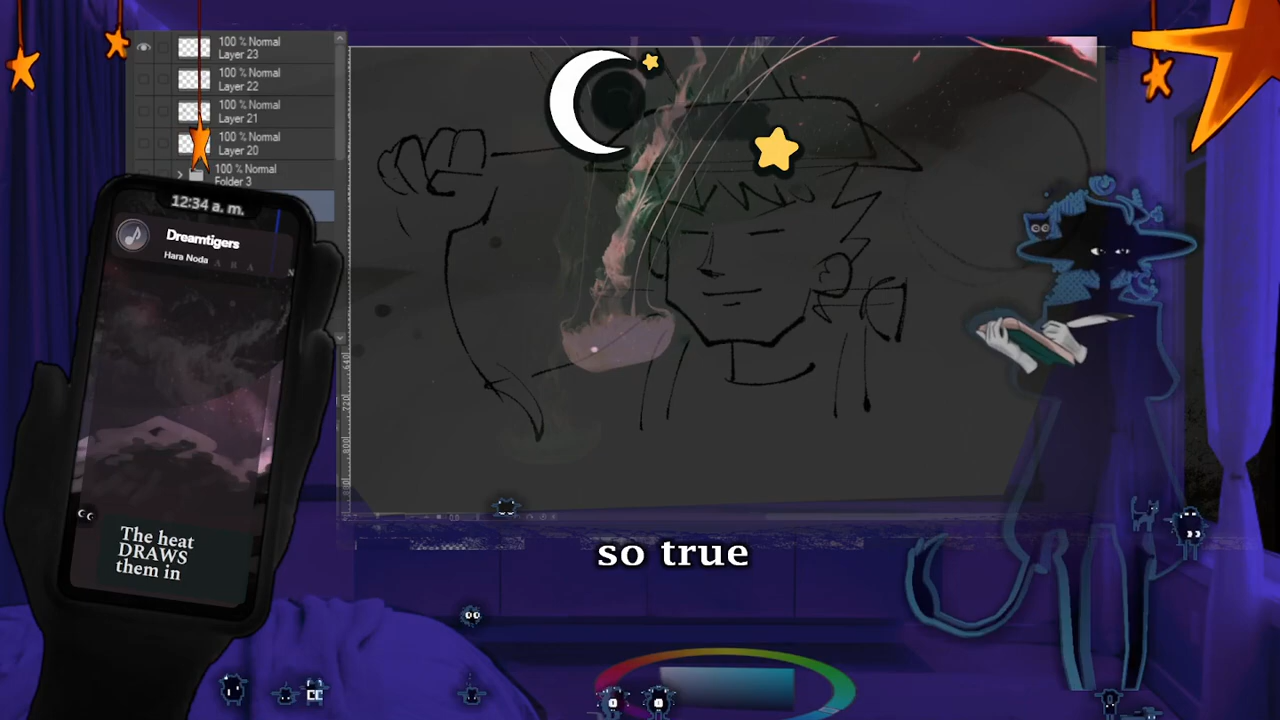 100 % Normal
Layer 23
100 % Normal
Layer 22
100 % Normal
Layer 21
100 % Normal
Layer 20
100 % Normal
Folder 3
12:34 a. m.
Dreamtigers
Hara Noda
The heat
DRAWS
them in
so true